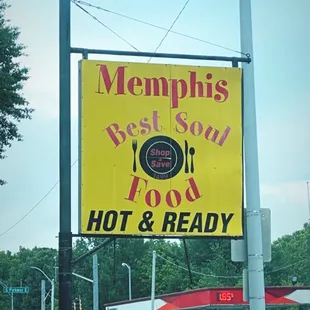 Memphis
Best Soul
Shop
Save
Food
HOT & READY